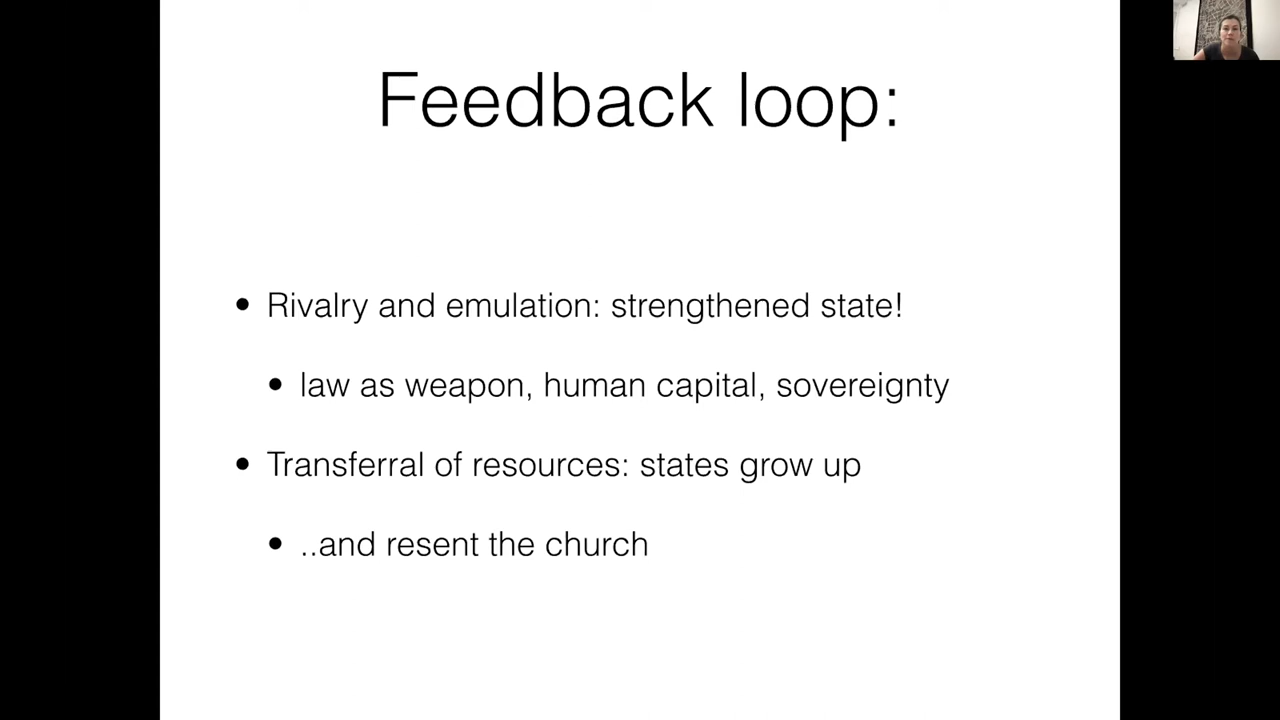 Feedback loop:
• Rivalry and emulation: strengthened state!
• law as weapon, human capital, sovereignty
• Transferral of resources: states grow up
• ..and resent the church